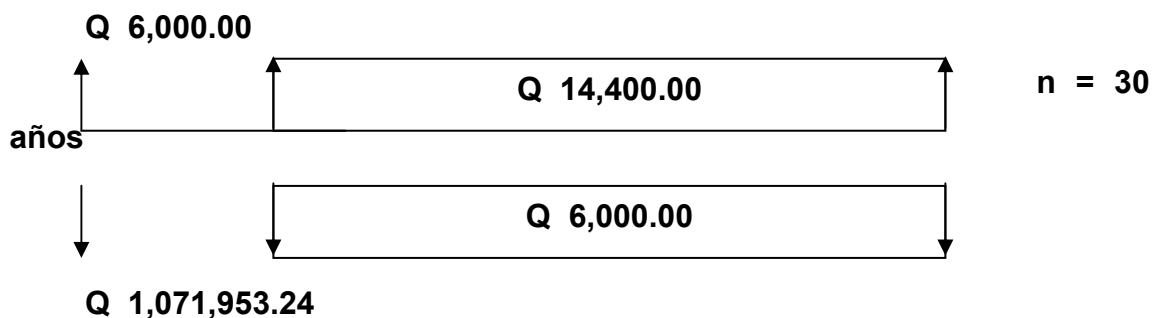 Q 6,000.00
Q 14,400.00
n = 30
años
Q 6,000.00
Q 1,071,953.24